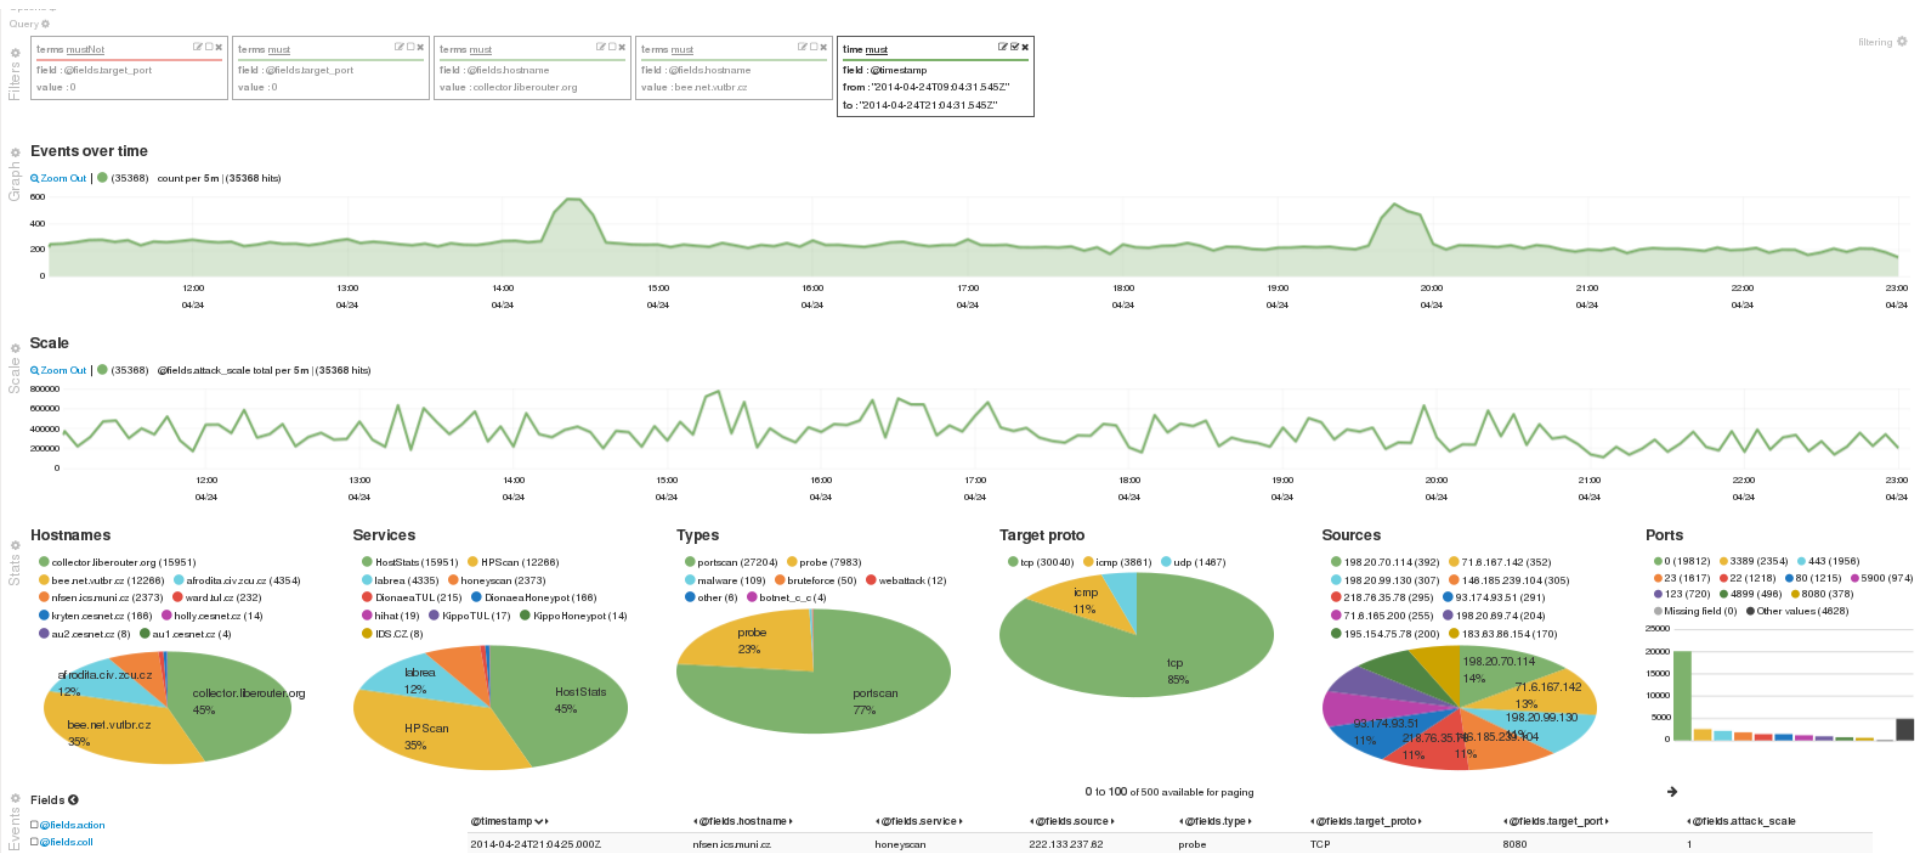 Query
filtering
Filters
terms mustNot
field : @fields.target_port
value : 0
terms must
field : @fields.target_port
value : 0
terms must
field : @fields.hostname
value : collector.liberouter.org
terms must
field : @fields.hostname
value : bee.net.vutbr.cz
time must
field : @timestamp
from : "2014-04-24T09:04:31.545Z"
to : "2014-04-24T21:04:31.545Z"
Graph
Events over time
Zoom Out | (35368) count per 5m | (35368 hits)
600
400
200
0
12:00 13:00 14:00 15:00 16:00 17:00 18:00 19:00 20:00 21:00 22:00 23:00
04/24 04/24 04/24 04/24 04/24 04/24 04/24 04/24 04/24 04/24 04/24 04/24
Scale
Scale
Zoom Out | (35368) @fields.attack_scale total per 5m | (35368 hits)
800000
600000
400000
200000
0
12:00 13:00 14:00 15:00 16:00 17:00 18:00 19:00 20:00 21:00 22:00 23:00
04/24 04/24 04/24 04/24 04/24 04/24 04/24 04/24 04/24 04/24 04/24 04/24
Stats
Hostnames
collector.liberouter.org (15951)
bee.net.vutbr.cz (12266) afrodita.civ.zcu.cz (4354)
nfsen.ics.muni.cz (2373) ward.tul.cz (232)
kryten.cesnet.cz (166) holly.cesnet.cz (14)
au2.cesnet.cz (8) au1.cesnet.cz (4)
afrodita.civ.zcu.cz
12%
collector.liberouter.org
45%
bee.net.vutbr.cz
35%
Services
HostStats (15951) HPScan (12266)
labrea (4335) honeyscan (2373)
DionaeaTUL (215) DionaeaHoneypot (166)
hihat (19) KippoTUL (17) KippoHoneypot (14)
IDS.CZ (8)
labrea
12%
HostStats
45%
HPScan
35%
Types
portscan (27204) probe (7983)
malware (109) bruteforce (50) webattack (12)
other (6) botnet_c_c (4)
probe
23%
portscan
77%
Target proto
tcp (30040) icmp (3861) udp (1467)
icmp
11%
tcp
85%
Sources
198.20.70.114 (392) 71.6.167.142 (352)
198.20.99.130 (307) 146.185.239.104 (305)
218.76.35.78 (295) 93.174.93.51 (291)
71.6.165.200 (255) 198.20.69.74 (204)
195.154.75.78 (200) 183.63.86.154 (170)
198.20.70.114
14%
71.6.167.142
13%
198.20.99.130
93.174.93.51
11%
11%
11%
Ports
0 (19812) 3389 (2354) 443 (1956)
23 (1617) 22 (1218) 80 (1215) 5900 (974)
123 (720) 4899 (496) 8080 (378)
Missing field (0) Other values (4628)
25000
20000
15000
10000
5000
0
Events
Fields
@fields.action
@fields.coll
0 to 100 of 500 available for paging
@timestamp @fields.hostname @fields.service @fields.source @fields.type @fields.target_proto @fields.target_port @fields.attack_scale
2014-04-24T21:04:25.000Z nfsen.ics.muni.cz honeyscan 222.133.237.62 probe TCP 8080 1